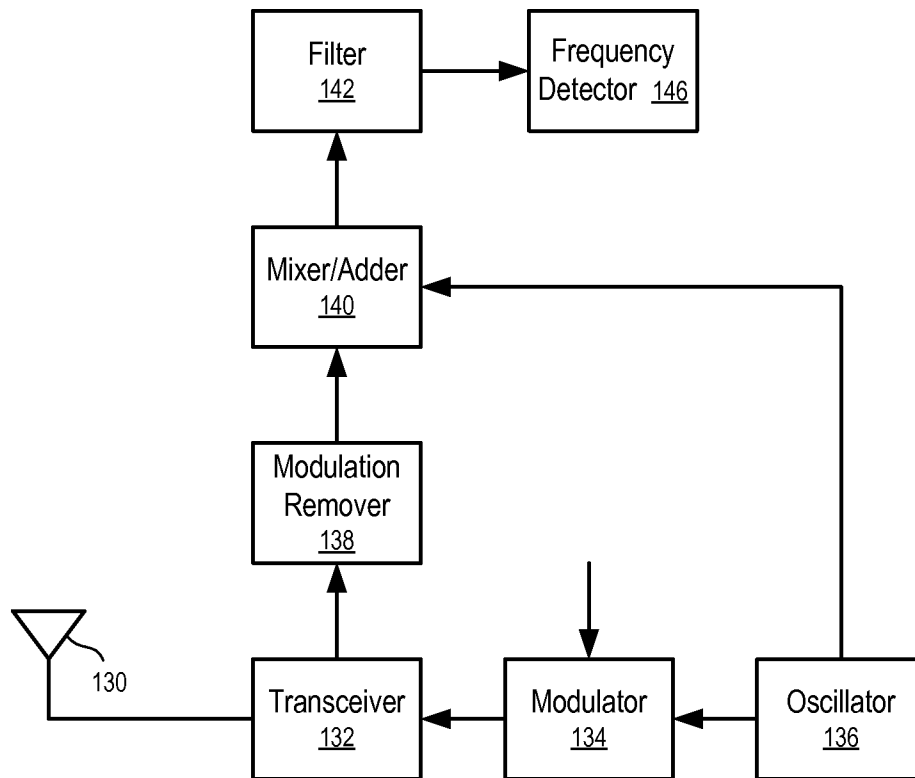 Filter
142
Frequency
Detector 146
Mixer/Adder
140
Modulation
Remover
138
130
Transceiver
132
Modulator
134
Oscillator
136